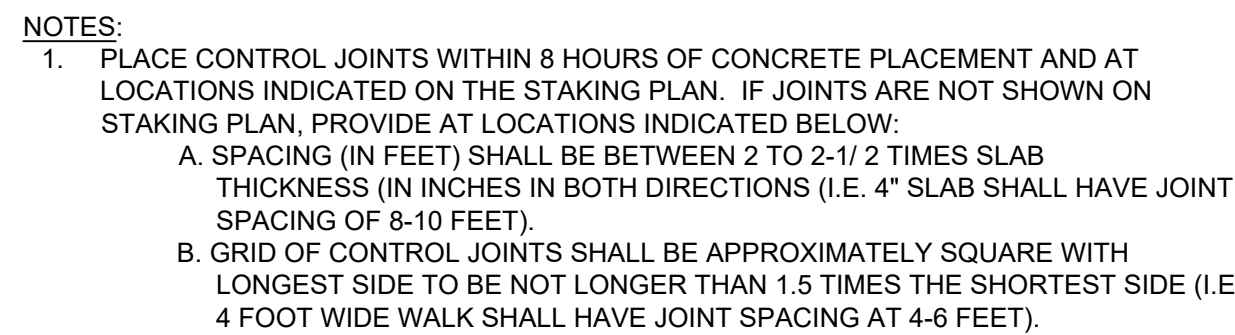 NOTES:
1. PLACE CONTROL JOINTS WITHIN 8 HOURS OF CONCRETE PLACEMENT AND AT
LOCATIONS INDICATED ON THE STAKING PLAN. IF JOINTS ARE NOT SHOWN ON
STAKING PLAN, PROVIDE AT LOCATIONS INDICATED BELOW:
A. SPACING (IN FEET) SHALL BE BETWEEN 2 TO 2-1/ 2 TIMES SLAB
THICKNESS (IN INCHES IN BOTH DIRECTIONS (I.E. 4" SLAB SHALL HAVE JOINT
SPACING OF 8-10 FEET).
B. GRID OF CONTROL JOINTS SHALL BE APPROXIMATELY SQUARE WITH
LONGEST SIDE TO BE NOT LONGER THAN 1.5 TIMES THE SHORTEST SIDE (I.E
4 FOOT WIDE WALK SHALL HAVE JOINT SPACING AT 4-6 FEET).